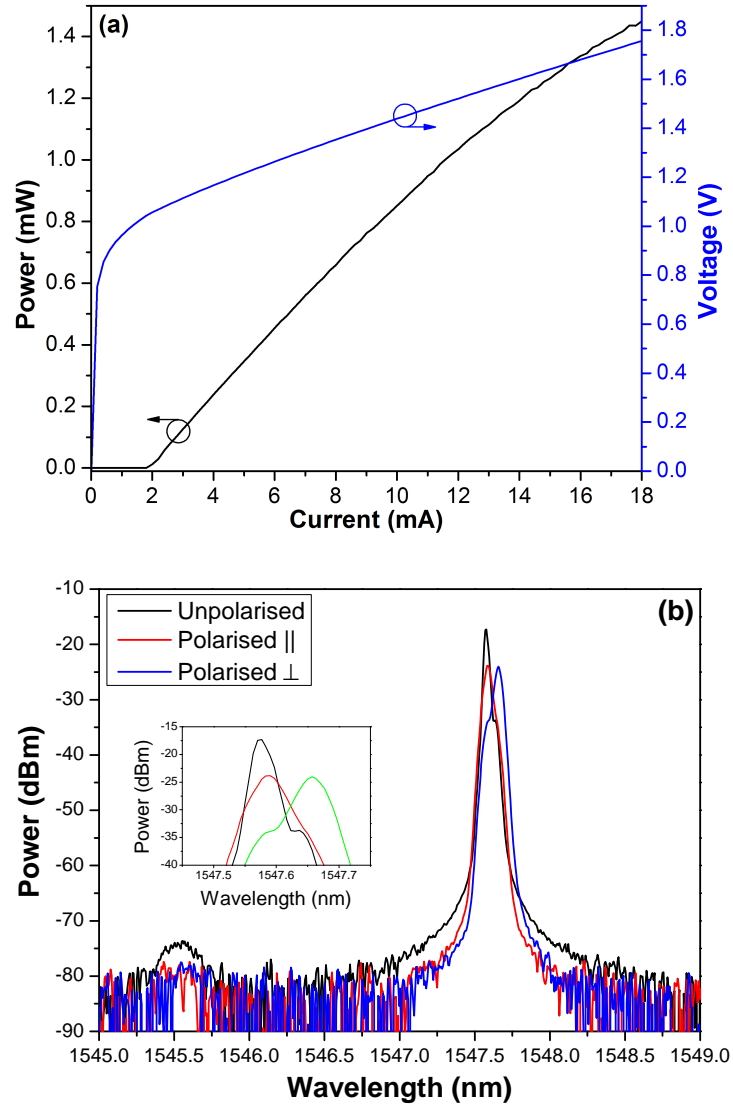 (a)
Power (mW)
1.4
1.2
1.0
0.8
0.6
0.4
0.2
0.0
1.8
1.6
1.4
1.2
1.0
0.8
0.6
0.4
0.2
0.0
Voltage (V)
0 2 4 6 8 10 12 14 16 18
Current (mA)
(b)
Unpolarised
Polarised ||
Polarised ⊥
Power (dBm)
-10
-20
-30
-40
-50
-60
-70
-80
-90
Power (dBm)
-15
-20
-25
-30
-35
-40
1547.5 1547.6 1547.7
Wavelength (nm)
1545.0 1545.5 1546.0 1546.5 1547.0 1547.5 1548.0 1548.5 1549.0
Wavelength (nm)